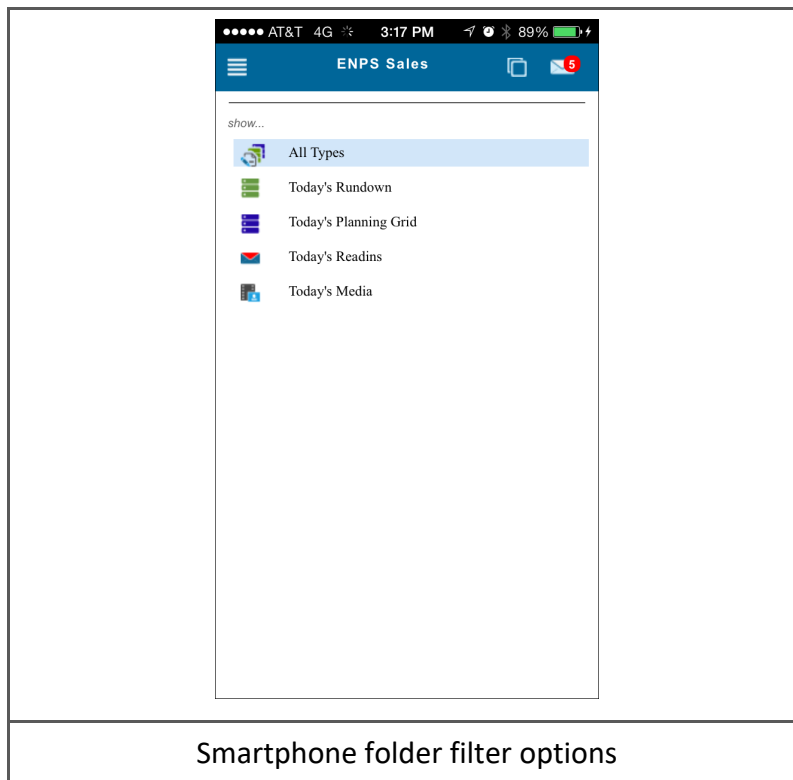 AT&T 4G 3:17 PM 89%
ENPS Sales 5
show...
All Types
Today's Rundown
Today's Planning Grid
Today's Readins
Today's Media
Smartphone folder filter options